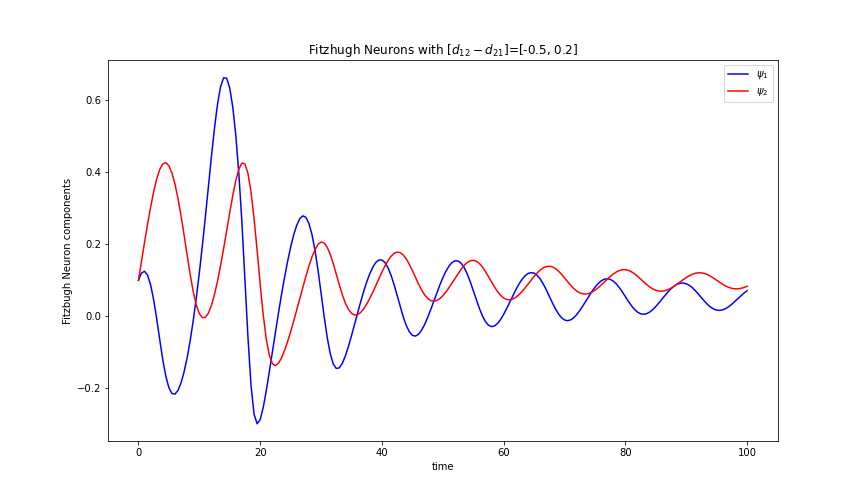 Fitzhugh Neurons with [d₁₂ − d₂₁]=[-0.5, 0.2]
ψ₁
ψ₂
Fitzbugh Neuron components
0.6
0.4
0.2
0.0
−0.2
0 20 40 60 80 100
time